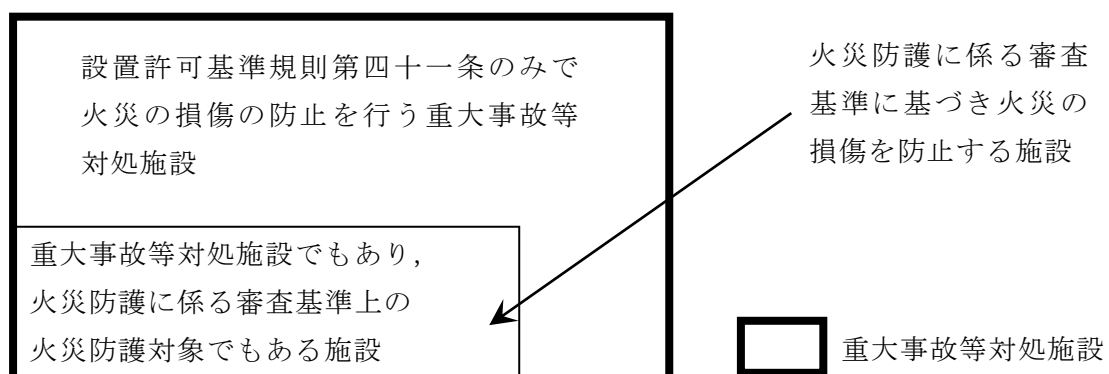 設置許可基準規則第四十一条のみで
火災の損傷の防止を行う重大事故等
対処施設
火災防護に係る審査
基準に基づき火災の
損傷を防止する施設
重大事故等対処施設でもあり，
火災防護に係る審査基準上の
火災防護対象でもある施設
重大事故等対処施設